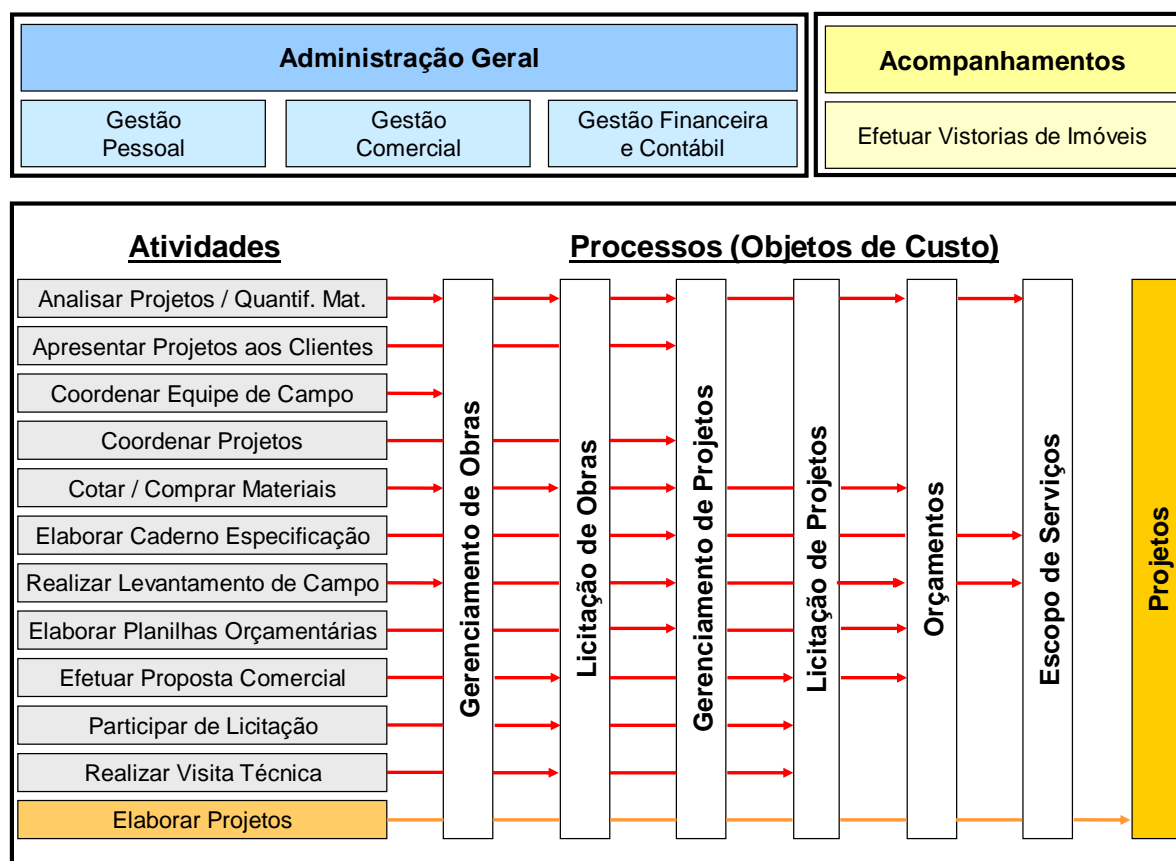 Administração Geral
Acompanhamentos
Gestão
Pessoal
Gestão
Comercial
Gestão Financeira
e Contábil
Efetuar Vistorias de Imóveis
Atividades
Processos (Objetos de Custo)
Analisar Projetos / Quantif. Mat.
Apresentar Projetos aos Clientes
Coordenar Equipe de Campo
Coordenar Projetos
Cotar / Comprar Materiais
Elaborar Caderno Especificação
Realizar Levantamento de Campo
Elaborar Planilhas Orçamentárias
Efetuar Proposta Comercial
Participar de Licitação
Realizar Visita Técnica
Elaborar Projetos
Gerenciamento de Obras
Licitação de Obras
Gerenciamento de Projetos
Licitação de Projetos
Orçamentos
Escopo de Serviços
Projetos